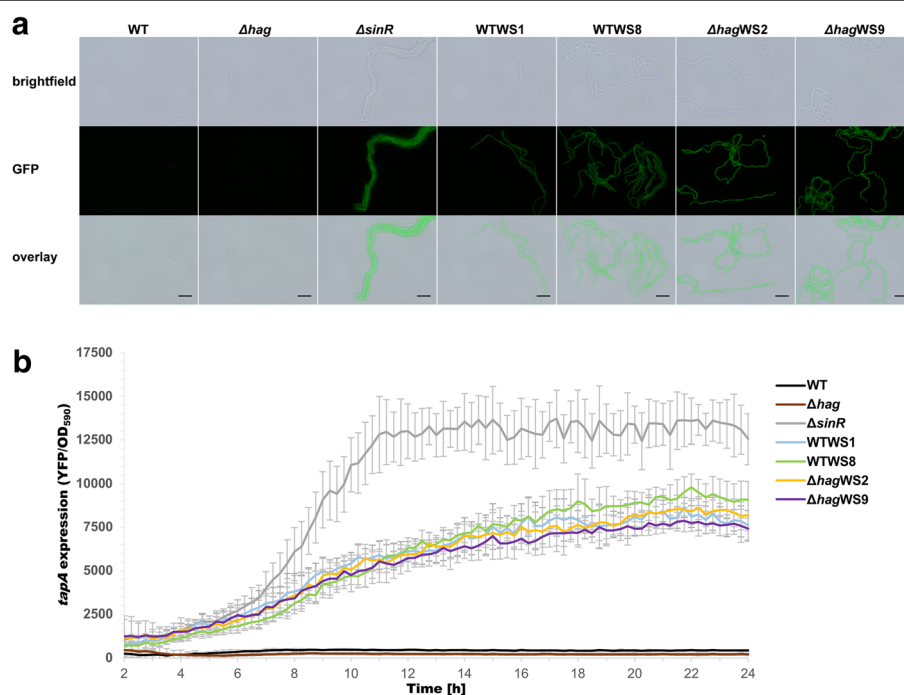 a
WT Δhag ΔsinR WTWS1 WTWS8 ΔhagWS2 ΔhagWS9
brightfield
GFP
overlay
b
tapA expression (YFP/OD590)
17500
15000
12500
10000
7500
5000
2500
0
2 4 6 8 10 12 14 16 18 20 22 24
Time [h]
WT
Δhag
ΔsinR
WTWS1
WTWS8
ΔhagWS2
ΔhagWS9